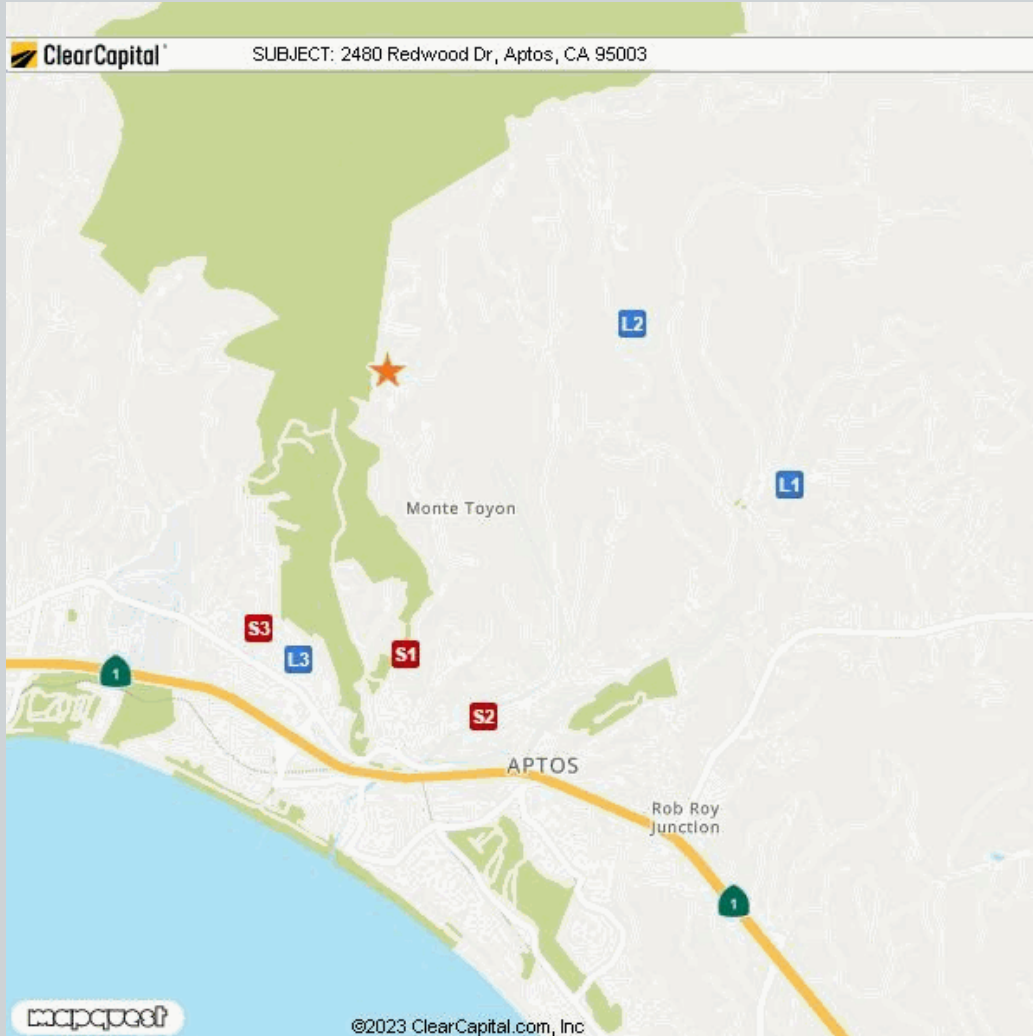 ClearCapital
SUBJECT: 2480 Redwood Dr, Aptos, CA 95003
L2
L1
Monte Toyon
S3
L3
S1
1
S2
APTOS
Rob Roy
Junction
1
mapquest
©2023 ClearCapital.com, Inc